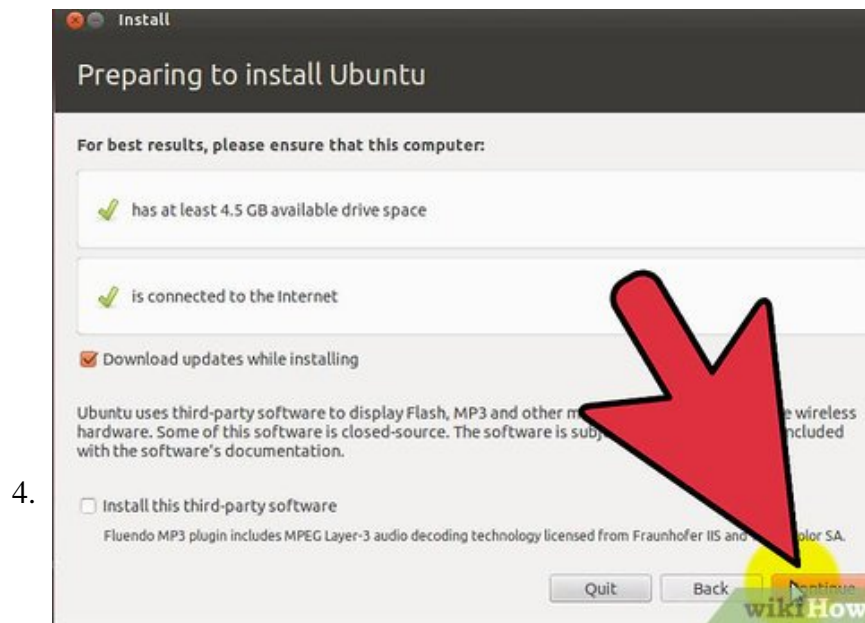 Install
Preparing to install Ubuntu
For best results, please ensure that this computer:
has at least 4.5 GB available drive space
is connected to the Internet
Download updates while installing
Ubuntu uses third-party software to display Flash, MP3 and other wireless
hardware. Some of this software is closed-source. The software is included
with the software's documentation.
4.
Install this third-party software
Fluendo MP3 plugin includes MPEG Layer-3 audio decoding technology licensed from Fraunhofer IIS and SA.
Quit Back Continue
wikiHow